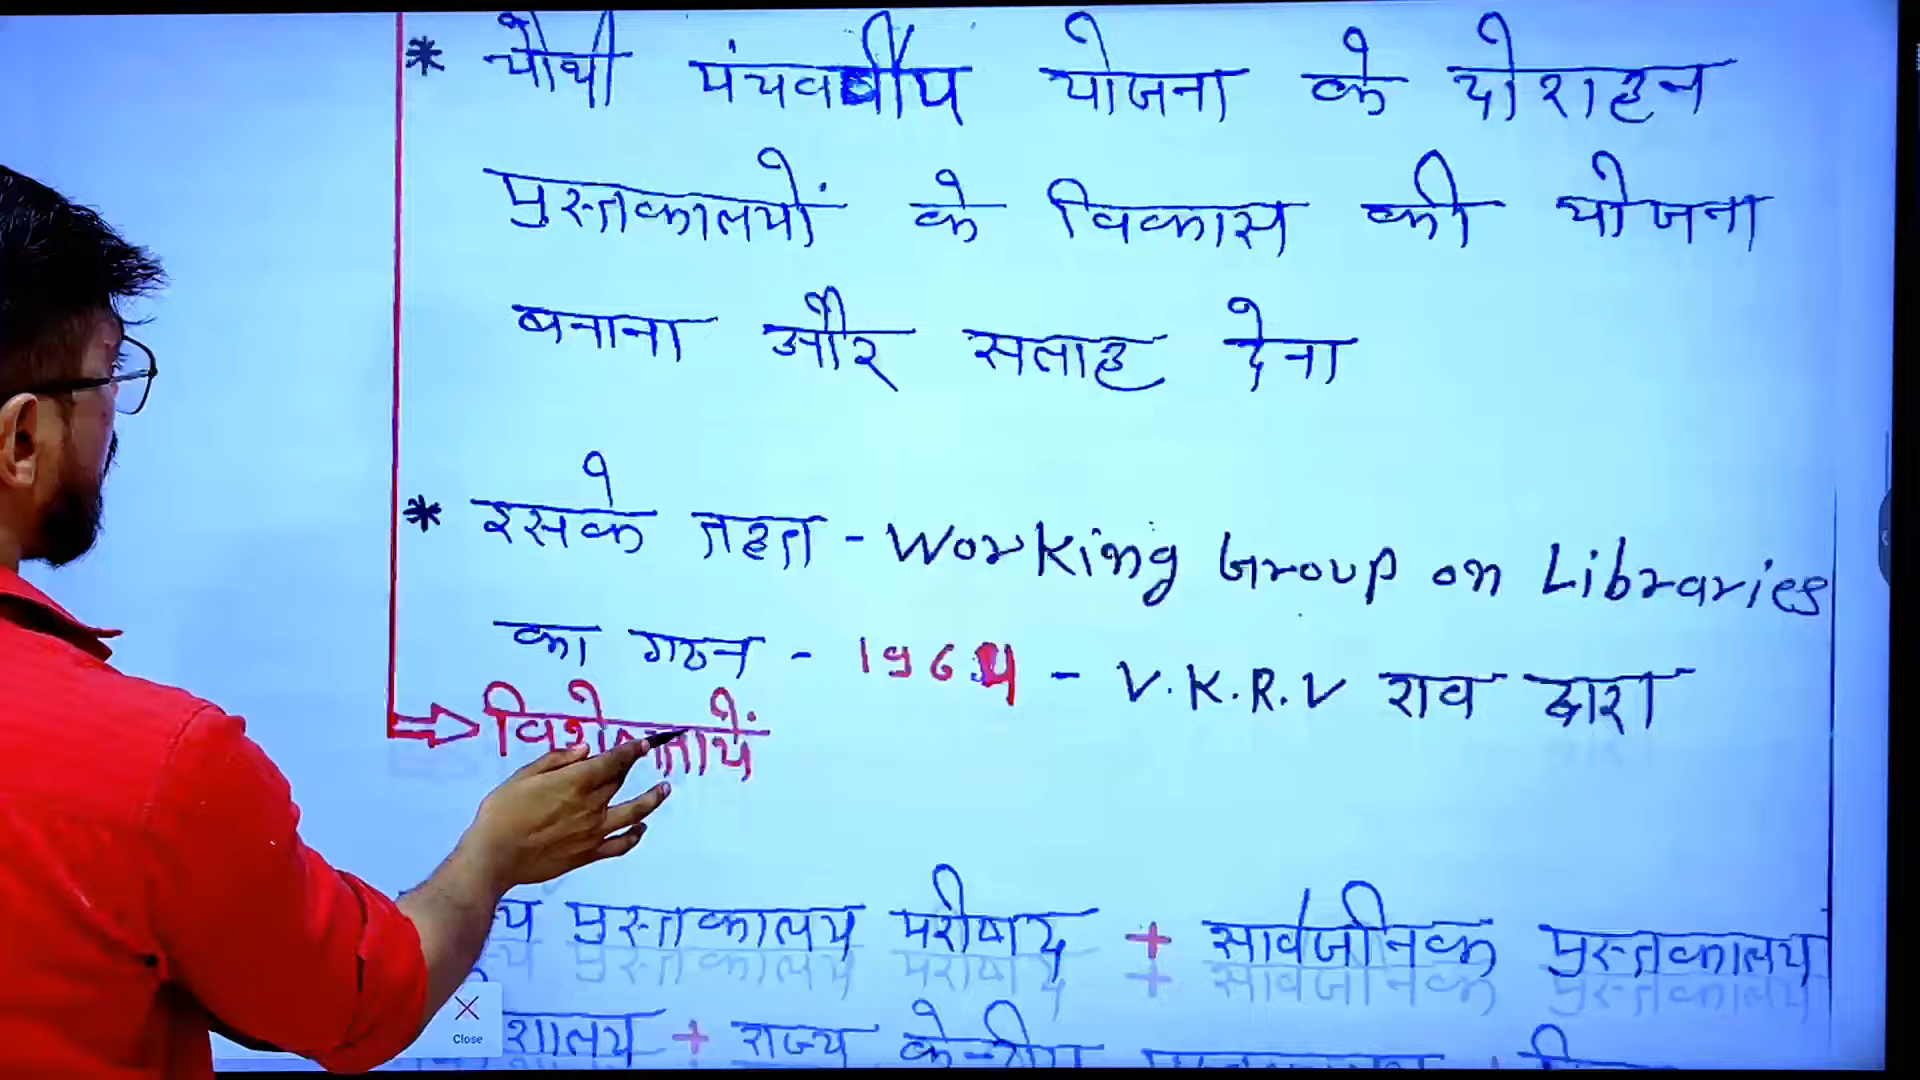 * चौथी पंचवर्षीय योजना के दोराहन
पुस्तकालयों के विकास की योजना
बनाना और सलाह देना
* इसके तहत - Working Group on Libraries
का गठन - 1964 - V.K.R.V राव द्वारा
विशेषतायें
पुस्तकालय परीषद + सार्वजनिक पुस्तकालय
+ राज्य केन्द्रीय
Close